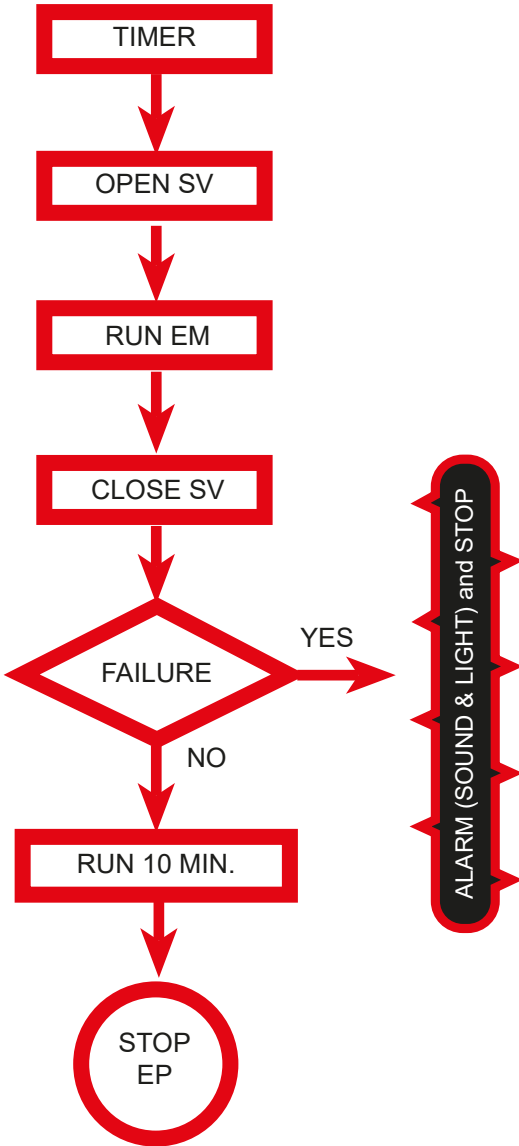 TIMER
OPEN SV
RUN EM
CLOSE SV
FAILURE
YES
NO
ALARM (SOUND & LIGHT) and STOP
RUN 10 MIN.
STOP
EP